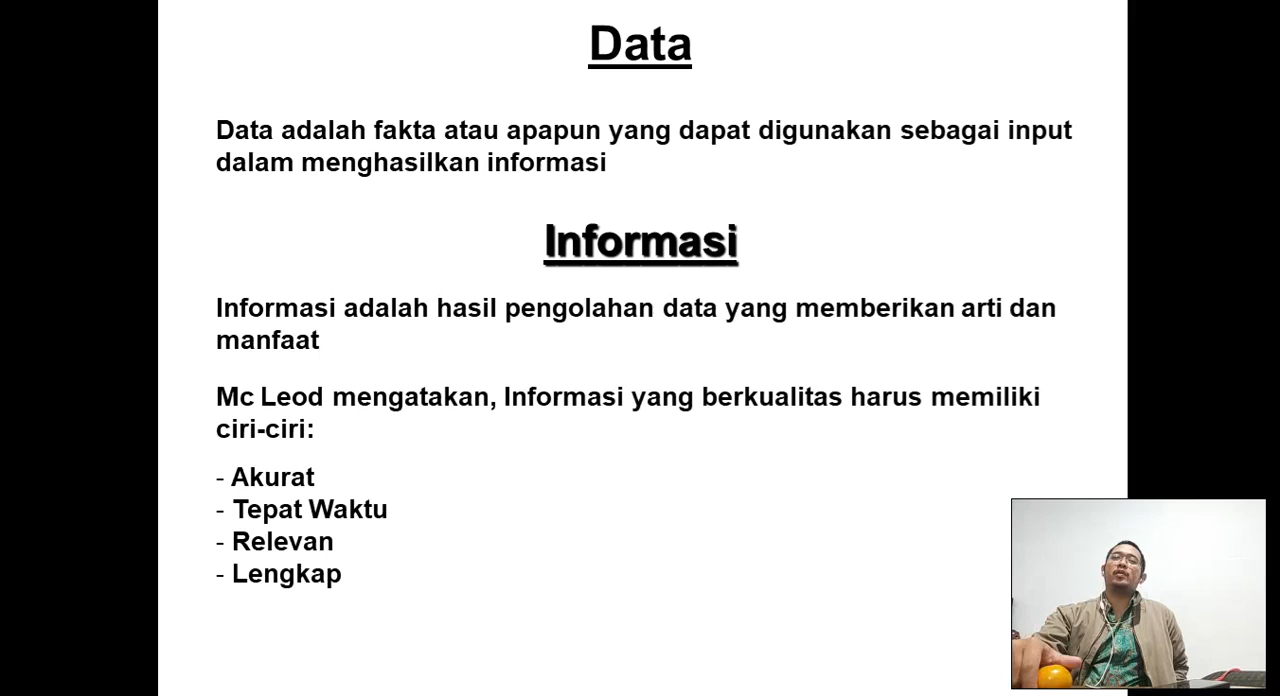 Data
Data adalah fakta atau apapun yang dapat digunakan sebagai input
dalam menghasilkan informasi
Informasi
Informasi adalah hasil pengolahan data yang memberikan arti dan
manfaat
Mc Leod mengatakan, Informasi yang berkualitas harus memiliki
ciri-ciri:
- Akurat
- Tepat Waktu
- Relevan
- Lengkap